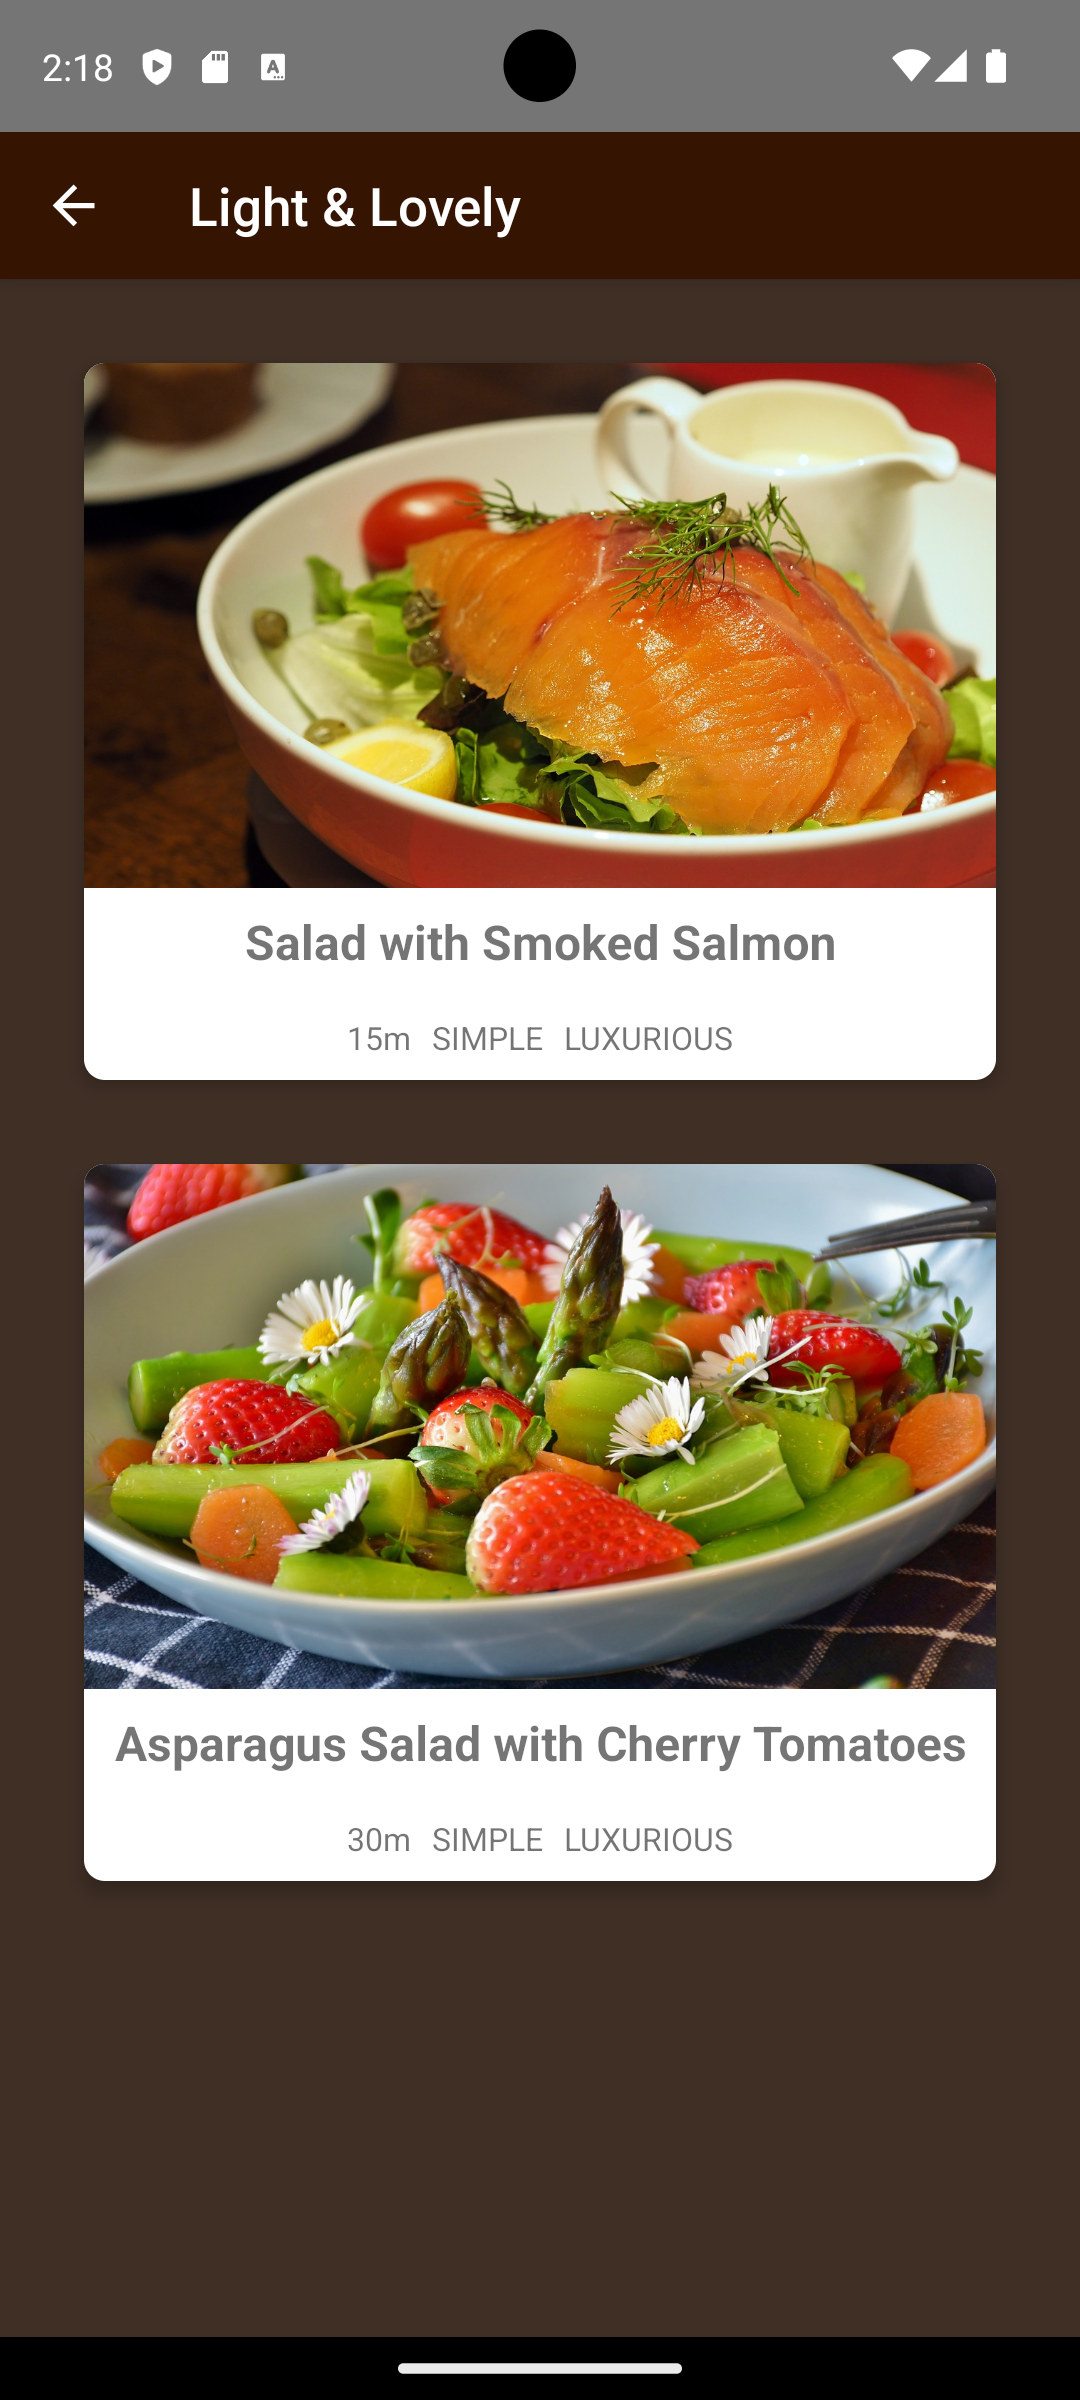 2:18
Light & Lovely
Salad with Smoked Salmon
15m SIMPLE LUXURIOUS
Asparagus Salad with Cherry Tomatoes
30m SIMPLE LUXURIOUS